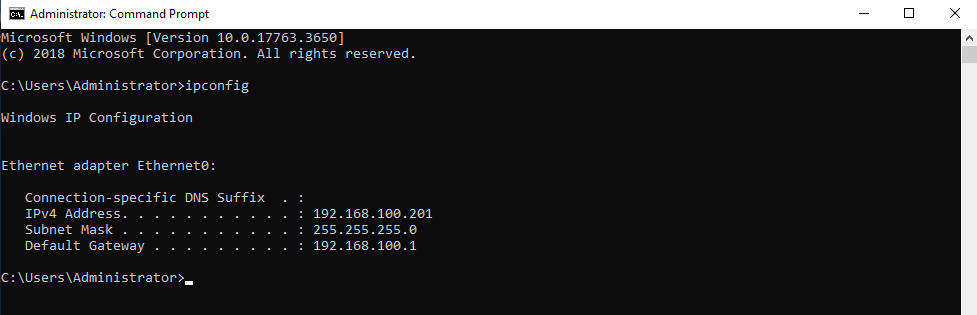 Administrator: Command Prompt
Microsoft Windows [Version 10.0.17763.3650]
(c) 2018 Microsoft Corporation. All rights reserved.
C:\Users\Administrator>ipconfig
Windows IP Configuration
Ethernet adapter Ethernet0:
Connection-specific DNS Suffix  . :
IPv4 Address. . . . . . . . . . . : 192.168.100.201
Subnet Mask . . . . . . . . . . . : 255.255.255.0
Default Gateway . . . . . . . . . : 192.168.100.1
C:\Users\Administrator>